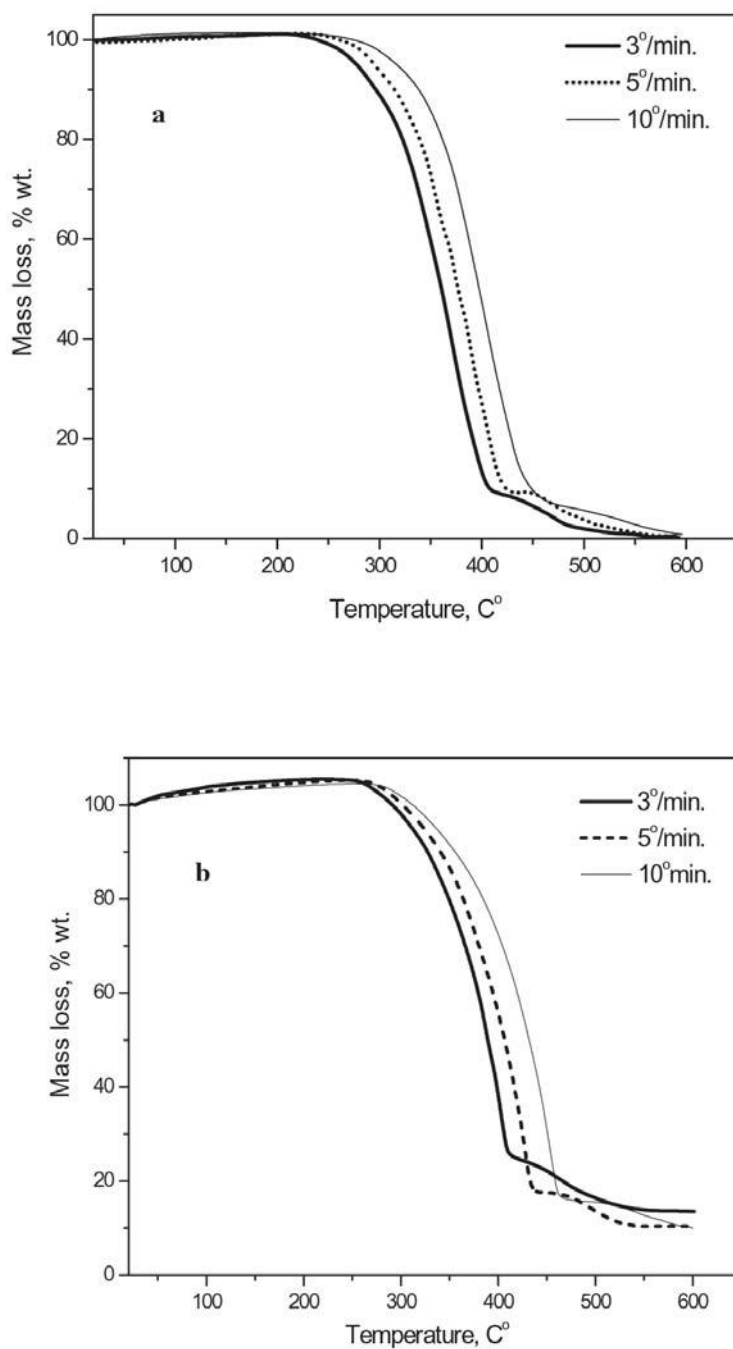 100
80
60
40
20
0
Mass loss, % wt.
a
3°/min.
5°/min.
10°/min.
100 200 300 400 500 600
Temperature, C°
100
80
60
40
20
0
Mass loss, % wt.
b
3°/min.
5°/min.
10°min.
100 200 300 400 500 600
Temperature, C°